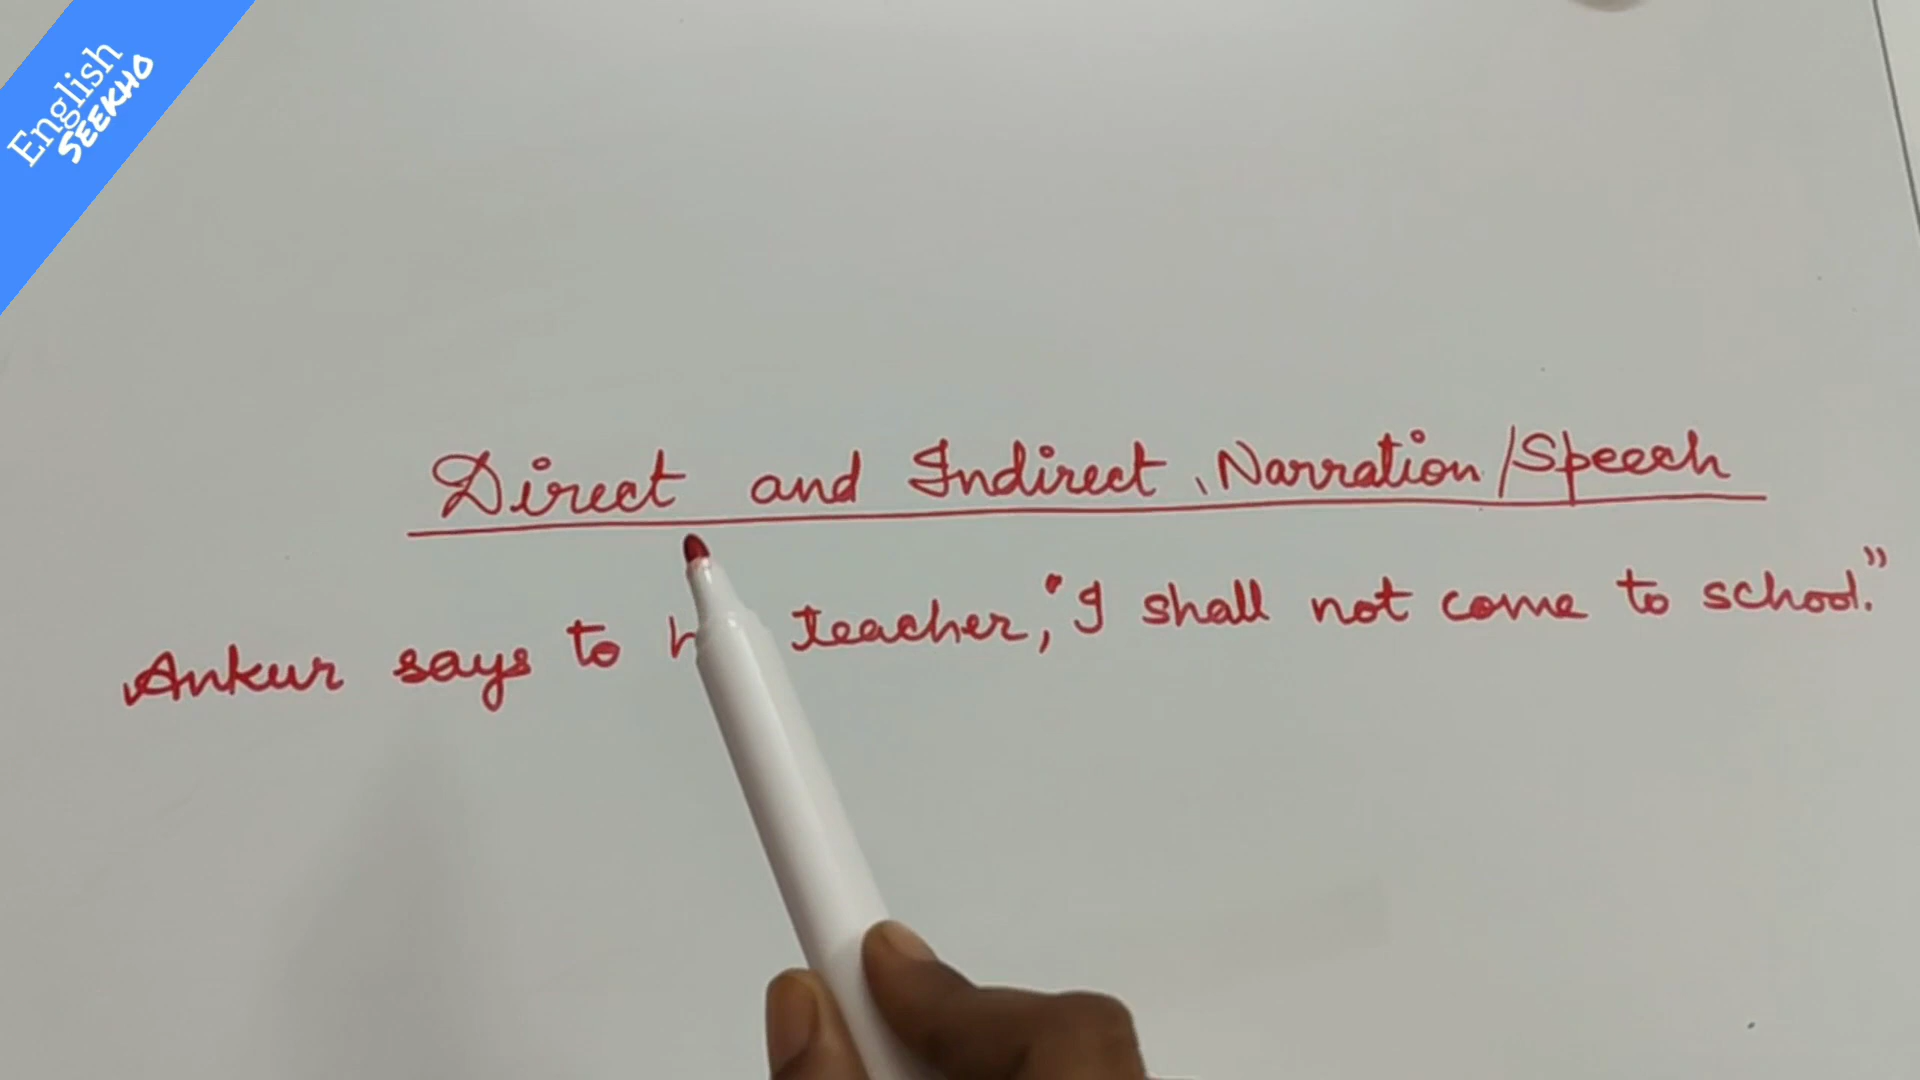 English
SEEKHO
Direct and Indirect Narration/Speech
Ankur says to teacher, "I shall not come to school."